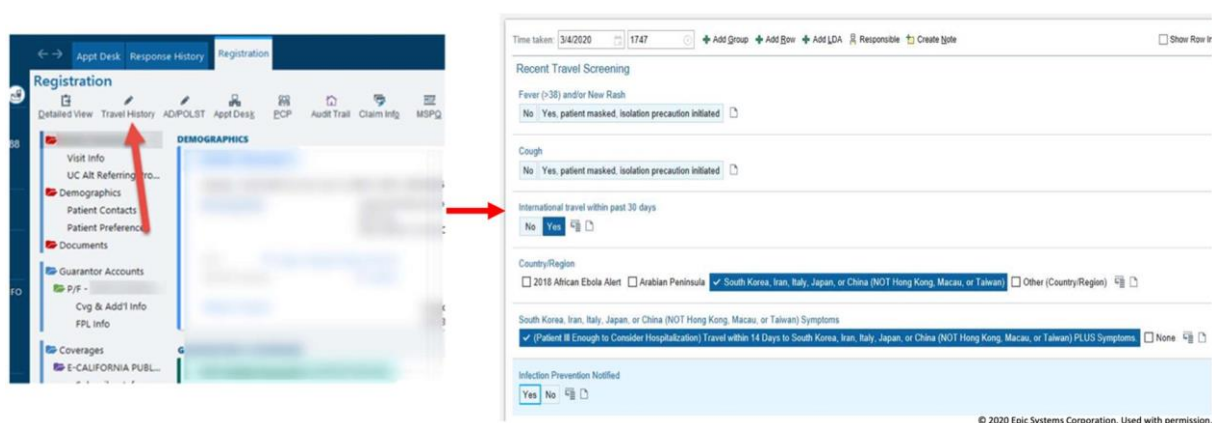 Appt Desk Response History Registration
Registration
Detailed View Travel History AD/POLST Appt Desk PCP Audit Trail Claim Info MSPQ
88
DEMOGRAPHICS
Visit Info
UC Alt Referring
Demographics
Patient Contacts
Patient Preference
Documents
Guarantor Accounts
FO
P/F -
Cvg & Add'l Info
FPL Info
Coverages
E-CALIFORNIA PUBL...
Time taken: 3/4/2020 1747 Add Group Add Row Add LDA Responsible Create Note Show Row In
Recent Travel Screening
Fever (>38) and/or New Rash
No Yes, patient masked, isolation precaution initiated
Cough
No Yes, patient masked, isolation precaution initiated
International travel within past 30 days
No Yes
Country/Region
2018 African Ebola Alert Arabian Peninsula South Korea, Iran, Italy, Japan, or China (NOT Hong Kong, Macau, or Taiwan) Other (Country/Region)
South Korea, Iran, Italy, Japan, or China (NOT Hong Kong, Macau, or Taiwan) Symptoms
(Patient Ill Enough to Consider Hospitalization) Travel within 14 Days to South Korea, Iran, Italy, Japan, or China (NOT Hong Kong, Macau, or Taiwan) PLUS Symptoms. None
Infection Prevention Notified
Yes No
© 2020 Epic Systems Corporation. Used with permission.